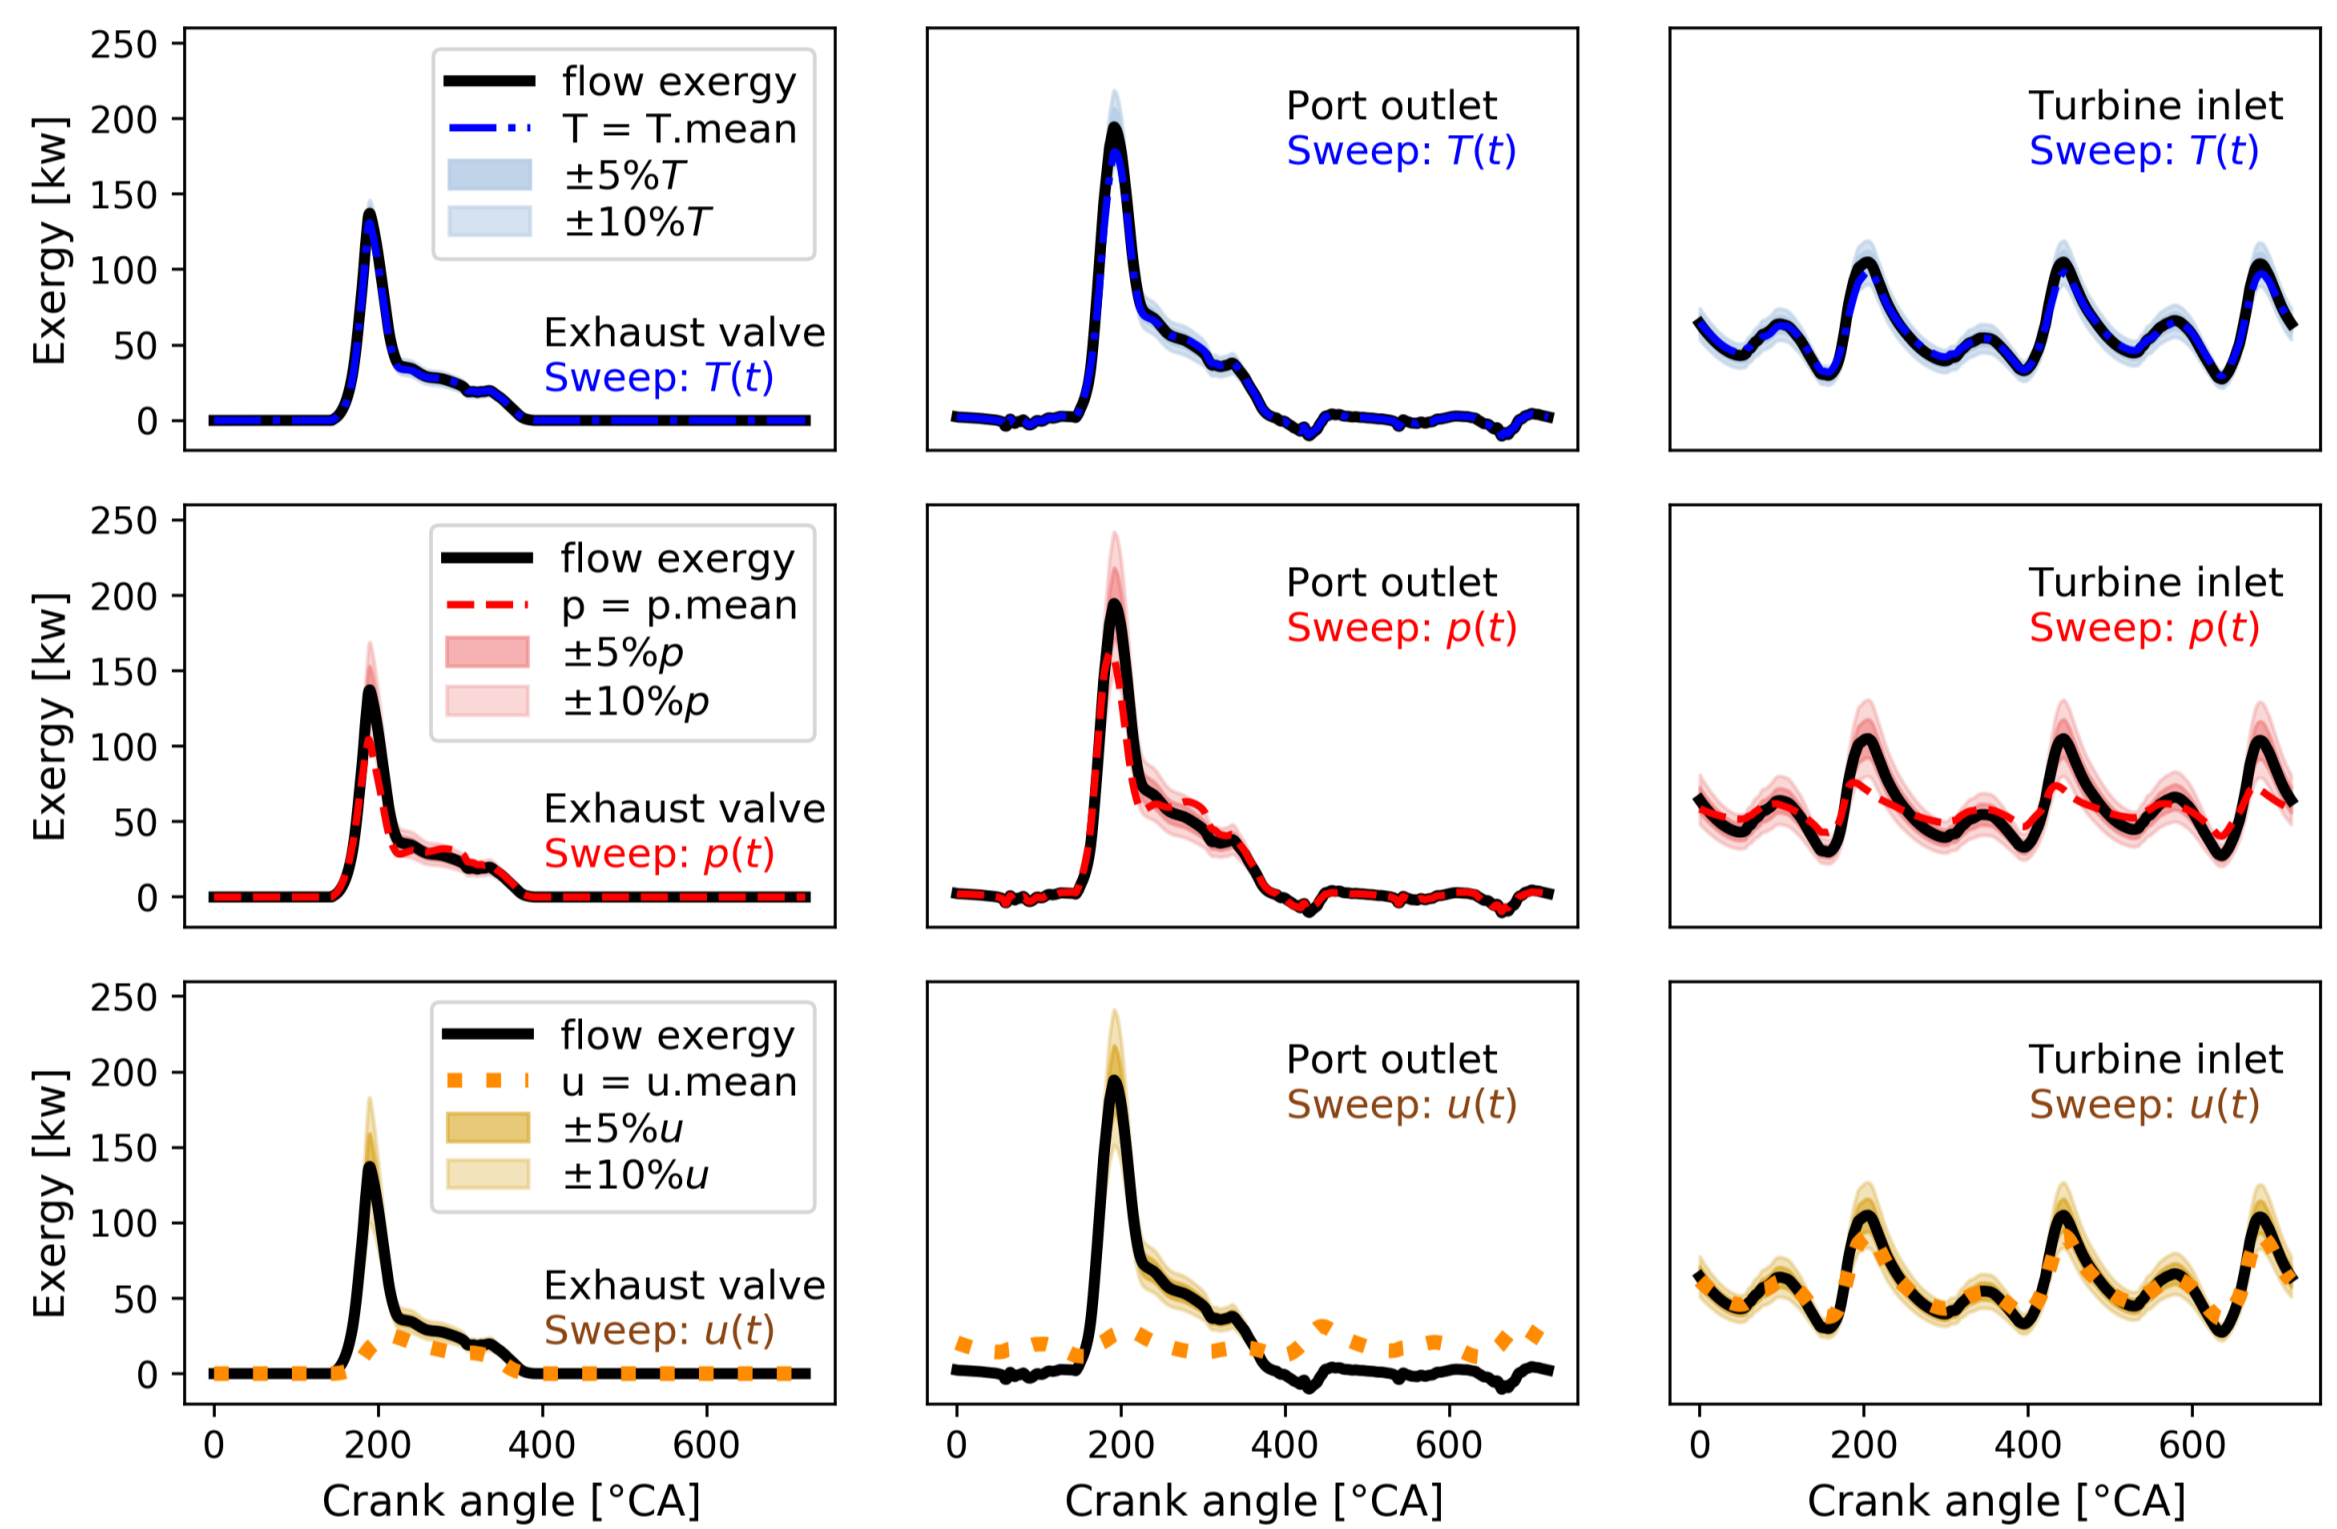 250
200
150
100
50
0
Exergy [kw]
flow exergy
T = T.mean
±5%T
±10%T
Exhaust valve
Sweep: T(t)
Port outlet
Sweep: T(t)
Turbine inlet
Sweep: T(t)
250
200
150
100
50
0
Exergy [kw]
flow exergy
p = p.mean
±5%p
±10%p
Exhaust valve
Sweep: p(t)
Port outlet
Sweep: p(t)
Turbine inlet
Sweep: p(t)
250
200
150
100
50
0
Exergy [kw]
flow exergy
u = u.mean
±5%u
±10%u
Exhaust valve
Sweep: u(t)
Port outlet
Sweep: u(t)
Turbine inlet
Sweep: u(t)
0 200 400 600
0 200 400 600
0 200 400 600
Crank angle [°CA]
Crank angle [°CA]
Crank angle [°CA]